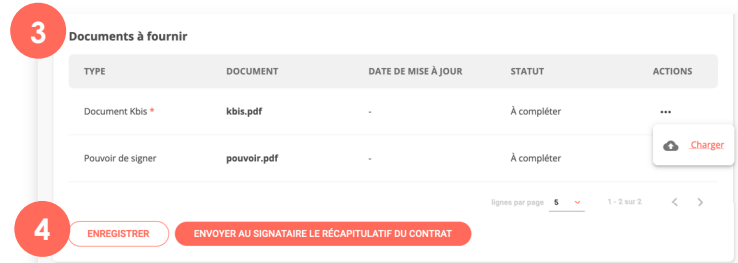 3
Documents à fournir
TYPE DOCUMENT DATE DE MISE À JOUR STATUT ACTIONS
Document Kbis * kbis.pdf - À compléter ...
Charger
Pouvoir de signer pouvoir.pdf - À compléter
lignes par page 5 1 - 2 sur 2
4
ENREGISTRER ENVOYER AU SIGNATAIRE LE RÉCAPITULATIF DU CONTRAT